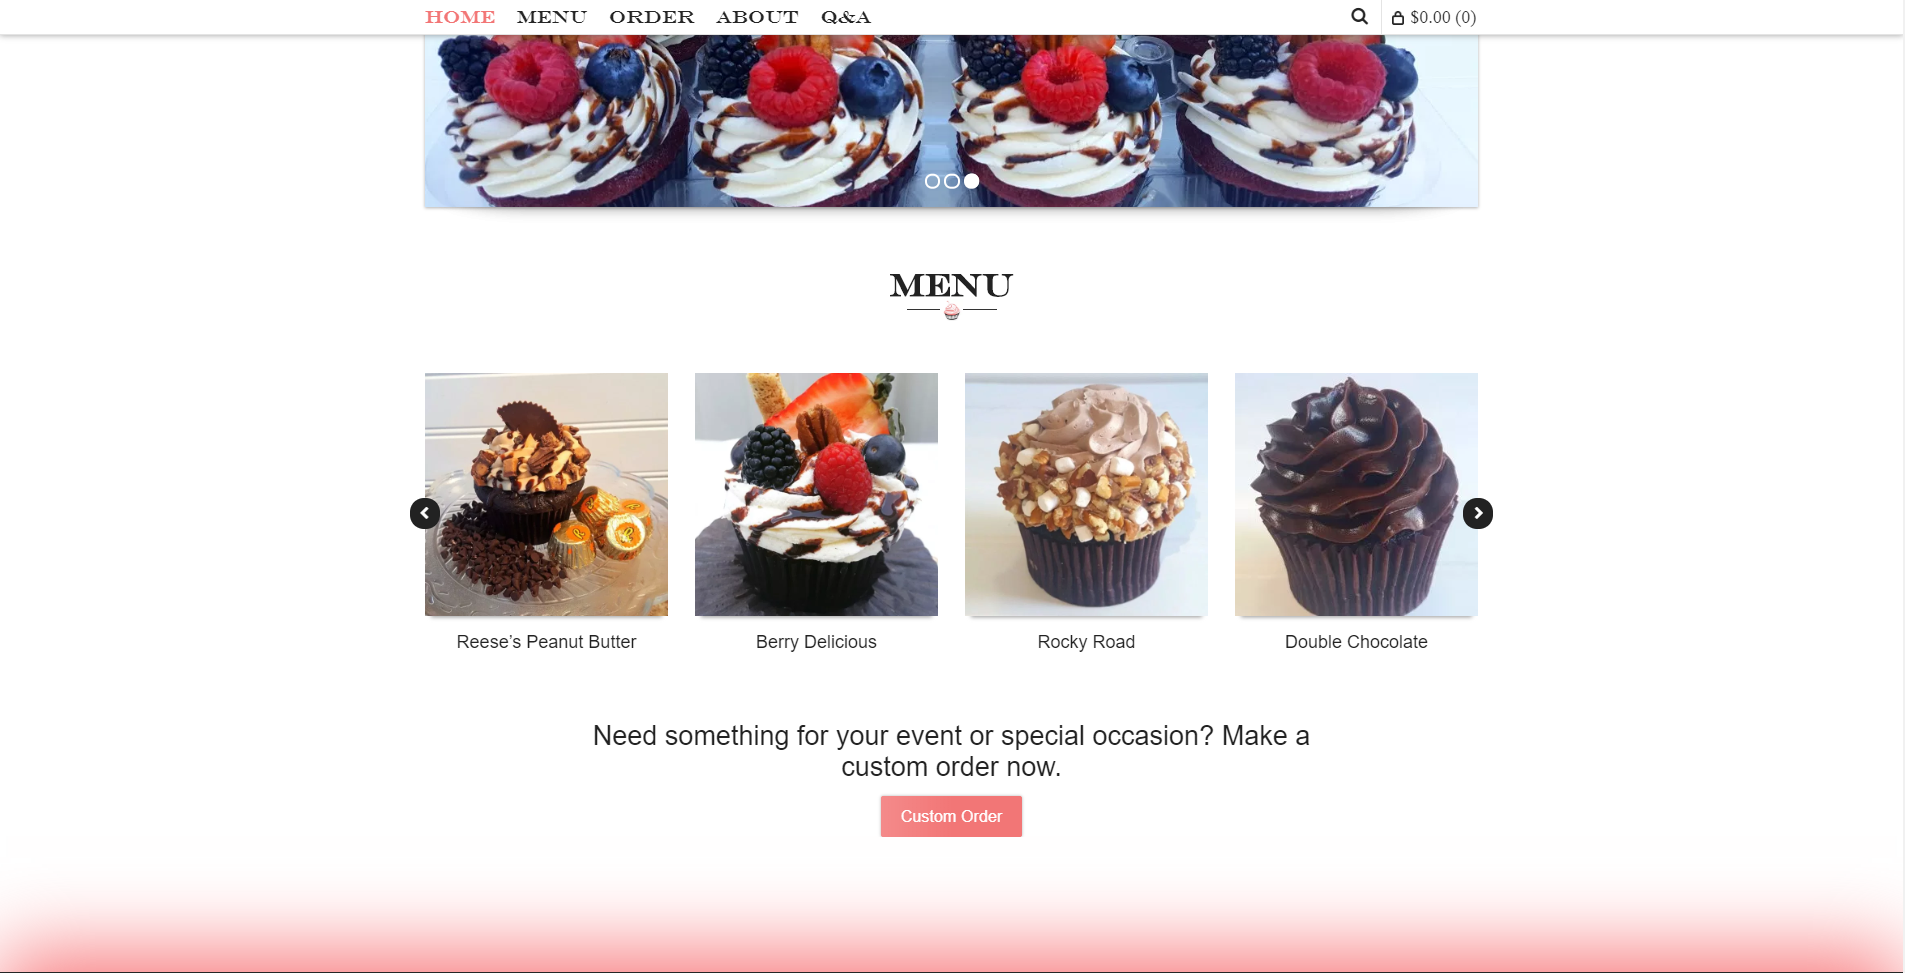 HOME MENU ORDER ABOUT Q&A $0.00 (0)
MENU
Reese’s Peanut Butter Berry Delicious Rocky Road Double Chocolate
Need something for your event or special occasion? Make a
custom order now.
Custom Order